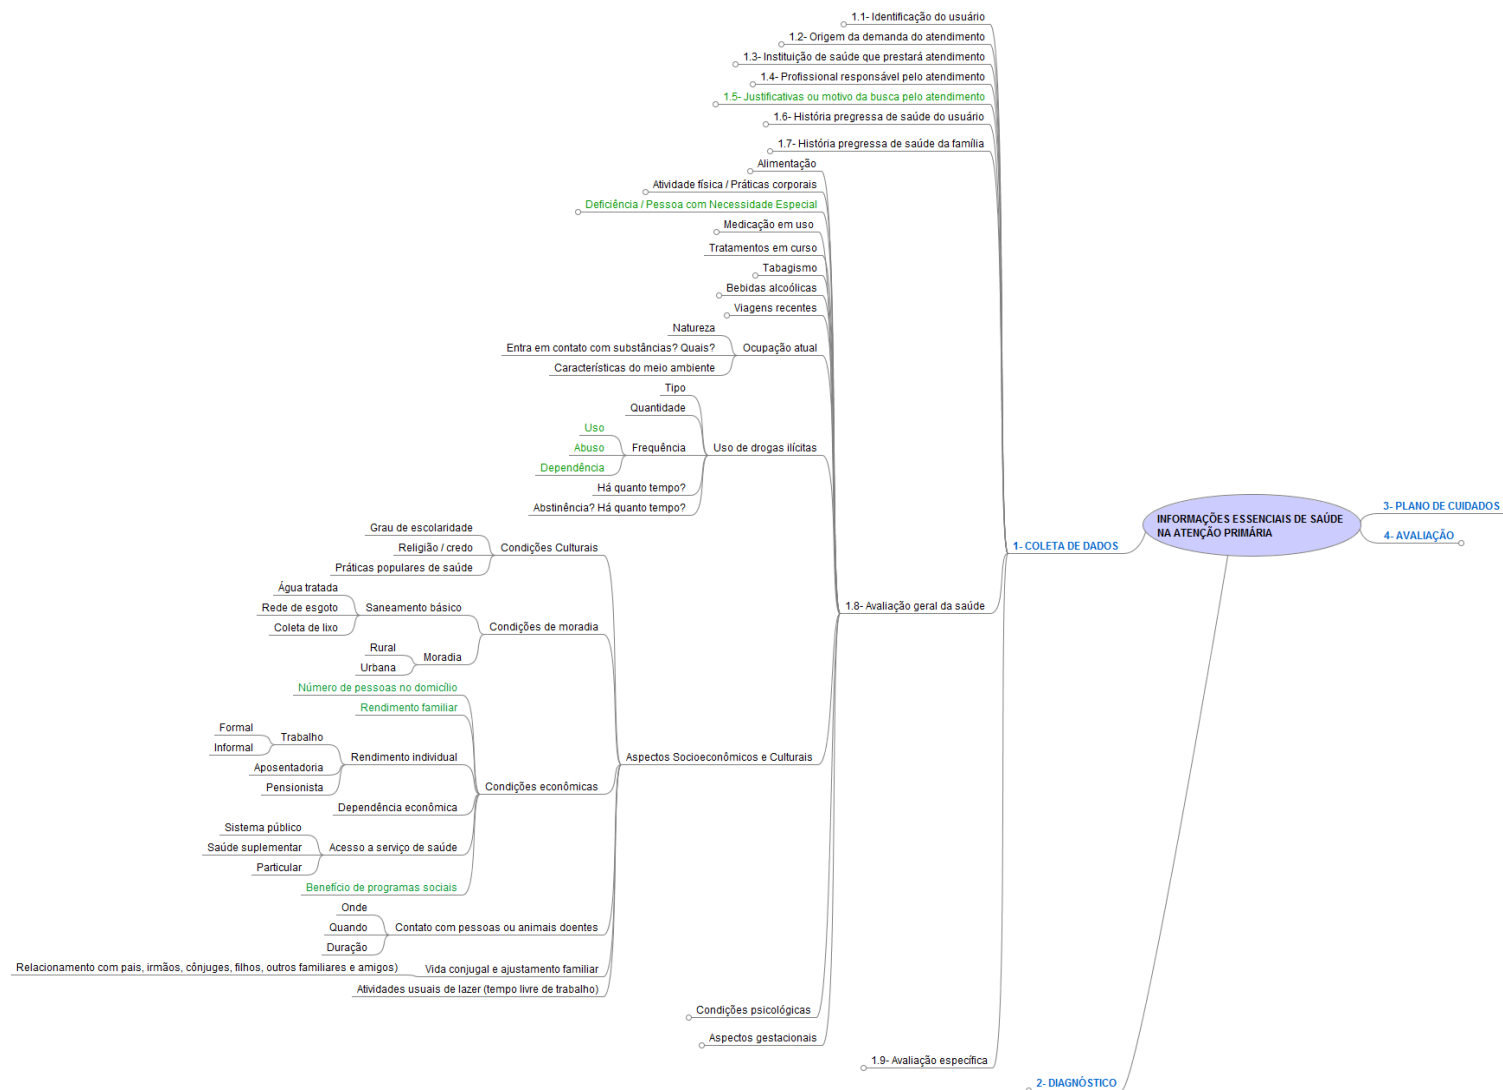 1.1- Identificação do usuário
1.2- Origem da demanda do atendimento
1.3- Instituição de saúde que prestará atendimento
1.4- Profissional responsável pelo atendimento
1.5- Justificativas ou motivo da busca pelo atendimento
1.6- História pregressa de saúde do usuário
1.7- História pregressa de saúde da família
Alimentação
Atividade física / Práticas corporais
Deficiência / Pessoa com Necessidade Especial
Medicação em uso
Tratamentos em curso
Tabagismo
Bebidas alcoólicas
Viagens recentes
Natureza
Entra em contato com substâncias? Quais?
Ocupação atual
Características do meio ambiente
Tipo
Quantidade
Uso
Abuso
Frequência
Uso de drogas ilícitas
Dependência
Há quanto tempo?
Abstinência? Há quanto tempo?
INFORMAÇÕES ESSENCIAIS DE SAÚDE
NA ATENÇÃO PRIMÁRIA
3- PLANO DE CUIDADOS
4- AVALIAÇÃO
1- COLETA DE DADOS
Grau de escolaridade
Religião / credo
Condições Culturais
Práticas populares de saúde
Água tratada
Rede de esgoto
Saneamento básico
1.8- Avaliação geral da saúde
Coleta de lixo
Condições de moradia
Rural
Moradia
Urbana
Número de pessoas no domicílio
Rendimento familiar
Formal
Trabalho
Informal
Rendimento individual
Aspectos Socioeconômicos e Culturais
Aposentadoria
Pensionista
Condições econômicas
Dependência econômica
Sistema público
Saúde suplementar
Acesso a serviço de saúde
Particular
Benefício de programas sociais
Onde
Quando
Contato com pessoas ou animais doentes
Duração
Relacionamento com pais, irmãos, cônjuges, filhos, outros familiares e amigos)
Vida conjugal e ajustamento familiar
Atividades usuais de lazer (tempo livre de trabalho)
Condições psicológicas
Aspectos gestacionais
1.9- Avaliação específica
2- DIAGNÓSTICO